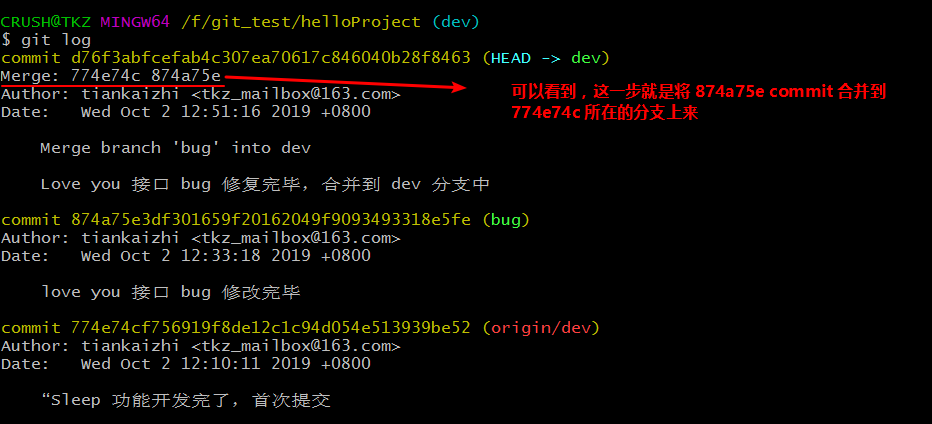 CRUSH@TKZ MINGW64 /f/git_test/helloProject (dev)
$ git log
commit d76f3abfcefab4c307ea70617c846040b28f8463 (HEAD -> dev)
Merge: 774e74c 874a75e
可以看到，这一步就是将 874a75e commit 合并到
774e74c 所在的分支上来
Author: tiankaizhi <tkz_mailbox@163.com>
Date:   Wed Oct 2 12:51:16 2019 +0800
Merge branch 'bug' into dev
Love you 接口 bug 修复完毕，合并到 dev 分支中
commit 874a75e3df301659f20162049f9093493318e5fe (bug)
Author: tiankaizhi <tkz_mailbox@163.com>
Date:   Wed Oct 2 12:33:18 2019 +0800
love you 接口 bug 修改完毕
commit 774e74cf756919f8de12c1c94d054e513939be52 (origin/dev)
Author: tiankaizhi <tkz_mailbox@163.com>
Date:   Wed Oct 2 12:10:11 2019 +0800
“Sleep 功能开发完了，首次提交